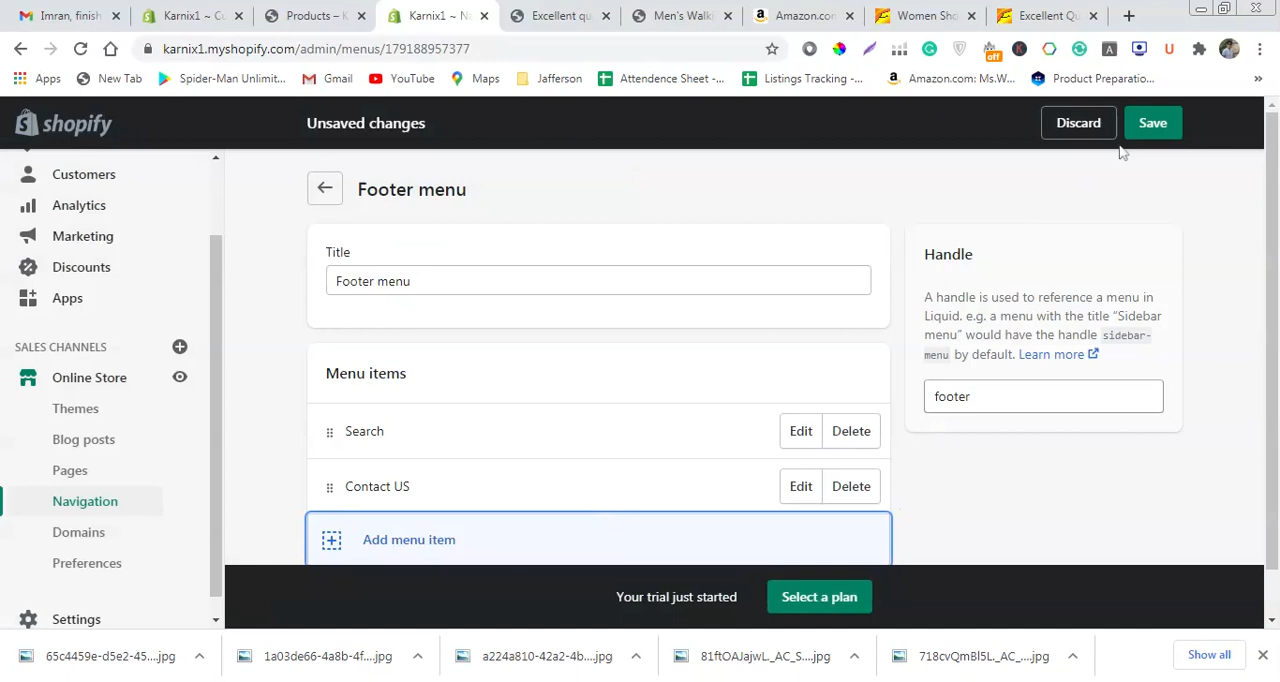 Imran, finish
Karnix1 ~ Cu
Products – K
Karnix1 ~ Na
Excellent qu
Men's Walki
Amazon.com
Women Sho
Excellent Qu
karnix1.myshopify.com/admin/menus/179188957377
off
Apps
New Tab
Spider-Man Unlimit...
Gmail
YouTube
Maps
Jafferson
Attendence Sheet -...
Listings Tracking -...
Amazon.com: Ms.W...
Product Preparatio...
shopify
Unsaved changes
Discard
Save
Customers
Analytics
Marketing
Discounts
Apps
SALES CHANNELS
Online Store
Themes
Blog posts
Pages
Navigation
Domains
Preferences
Settings
Footer menu
Title
Footer menu
Menu items
Search
Edit
Delete
Contact US
Edit
Delete
Add menu item
Handle
A handle is used to reference a menu in
Liquid. e.g. a menu with the title “Sidebar
menu” would have the handle sidebar-
menu by default. Learn more
footer
Your trial just started
Select a plan
65c4459e-d5e2-45....jpg
1a03de66-4a8b-4f....jpg
a224a810-42a2-4b....jpg
81ftOAJajwL._AC_S....jpg
718cvQmBl5L._AC_....jpg
Show all